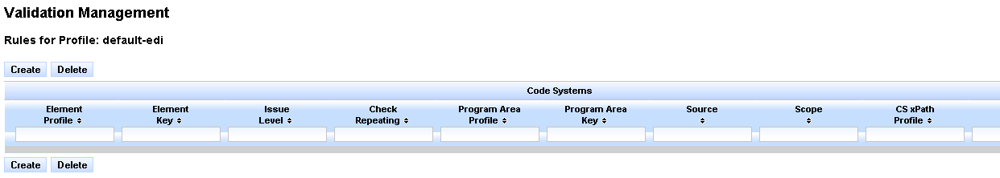 Validation Management
Rules for Profile: default-edi
Create Delete
Code Systems
Element Element Issue Check Program Area Program Area Source Scope CS xPath
Profile Key Level Repeating Profile Key Profile
Create Delete